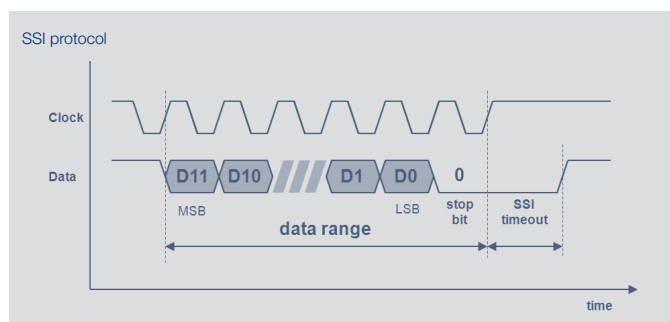 SSI protocol
Clock
Data
D11
D10
D1
D0
0
MSB
LSB
stop
bit
SSI
timeout
data range
time